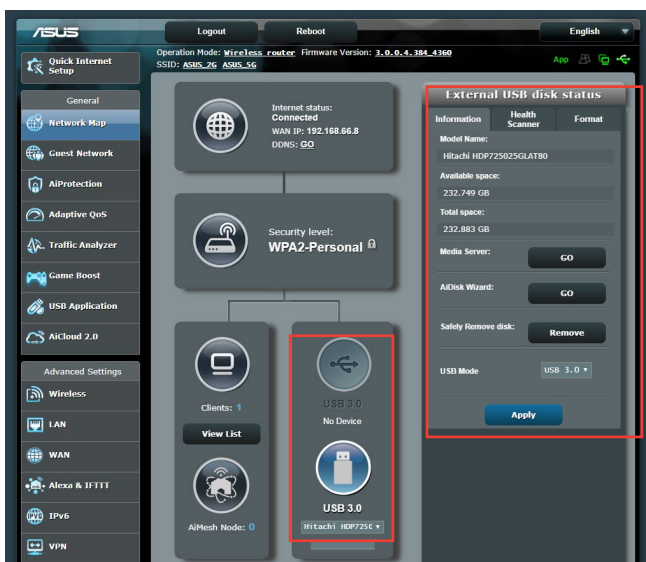 ASUS
Logout
Reboot
English
Operation Mode: Wireless router Firmware Version: 3.0.0.4.384_4360
SSID: ASUS_2G ASUS_5G
App
Quick Internet
Setup
General
Network Map
Guest Network
AiProtection
Adaptive QoS
Traffic Analyzer
Game Boost
USB Application
AiCloud 2.0
Advanced Settings
Wireless
LAN
WAN
Alexa & IFTTT
IPv6
VPN
Internet status:
Connected
WAN IP: 192.168.66.8
DDNS: GO
Security level:
WPA2-Personal
Clients: 1
View List
AiMesh Node: 0
USB 3.0
No Device
USB 3.0
Hitachi HDP7250
External USB disk status
Information
Health
Scanner
Format
Model Name:
Hitachi HDP725025GLAT80
Available space:
232.749 GB
Total space:
232.883 GB
Media Server:
GO
AiDisk Wizard:
GO
Safely Remove disk:
Remove
USB Mode
USB 3.0
Apply